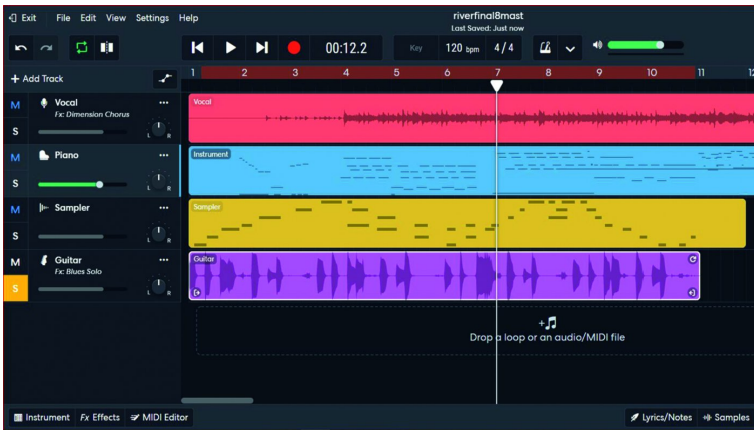 Exit File Edit View Settings Help
riverfinal8mast
Last Saved: Just now
00:12.2 Key 120 bpm 4/4
+ Add Track
1 2 3 4 5 6 7 8 9 10 11
M Vocal
Fx: Dimension Chorus
S L R
Vocal
M Piano
S L R
Instrument
M Sampler
S L R
Sampler
M Guitar
Fx: Blues Solo
S L R
Guitar
Drop a loop or an audio/MIDI file
Instrument Fx Effects MIDI Editor Lyrics/Notes Samples